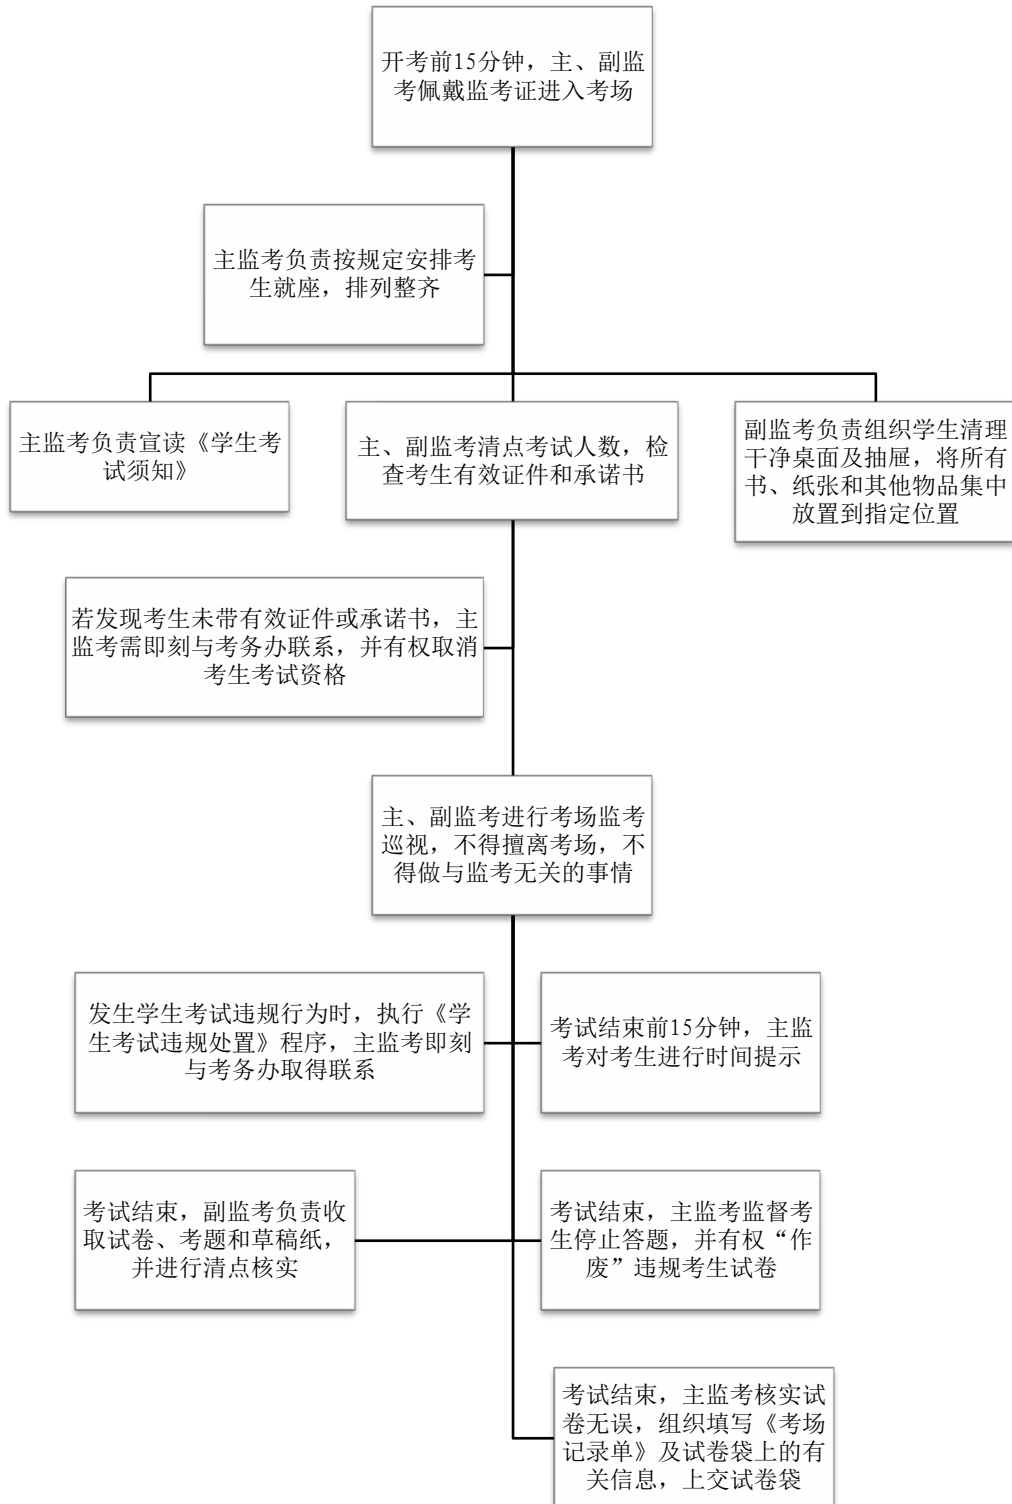 开考前15分钟，主、副监
考佩戴监考证进入考场
主监考负责按规定安排考
生就座，排列整齐
主监考负责宣读《学生考
试须知》
主、副监考清点考试人数，检
查考生有效证件和承诺书
副监考负责组织学生清理
干净桌面及抽屉，将所有
书、纸张和其他物品集中
放置到指定位置
若发现考生未带有效证件或承诺书，主
监考需即刻与考务办联系，并有权取消
考生考试资格
主、副监考进行考场监考
巡视，不得擅离考场，不
得做与监考无关的事情
发生学生考试违规行为时，执行《学
生考试违规处置》程序，主监考即刻
与考务办取得联系
考试结束前15分钟，主监
考对考生进行时间提示
考试结束，副监考负责收
取试卷、考题和草稿纸，
并进行清点核实
考试结束，主监考监督考
生停止答题，并有权“作
废”违规考生试卷
考试结束，主监考核实试
卷无误，组织填写《考场
记录单》及试卷袋上的有
关信息，上交试卷袋